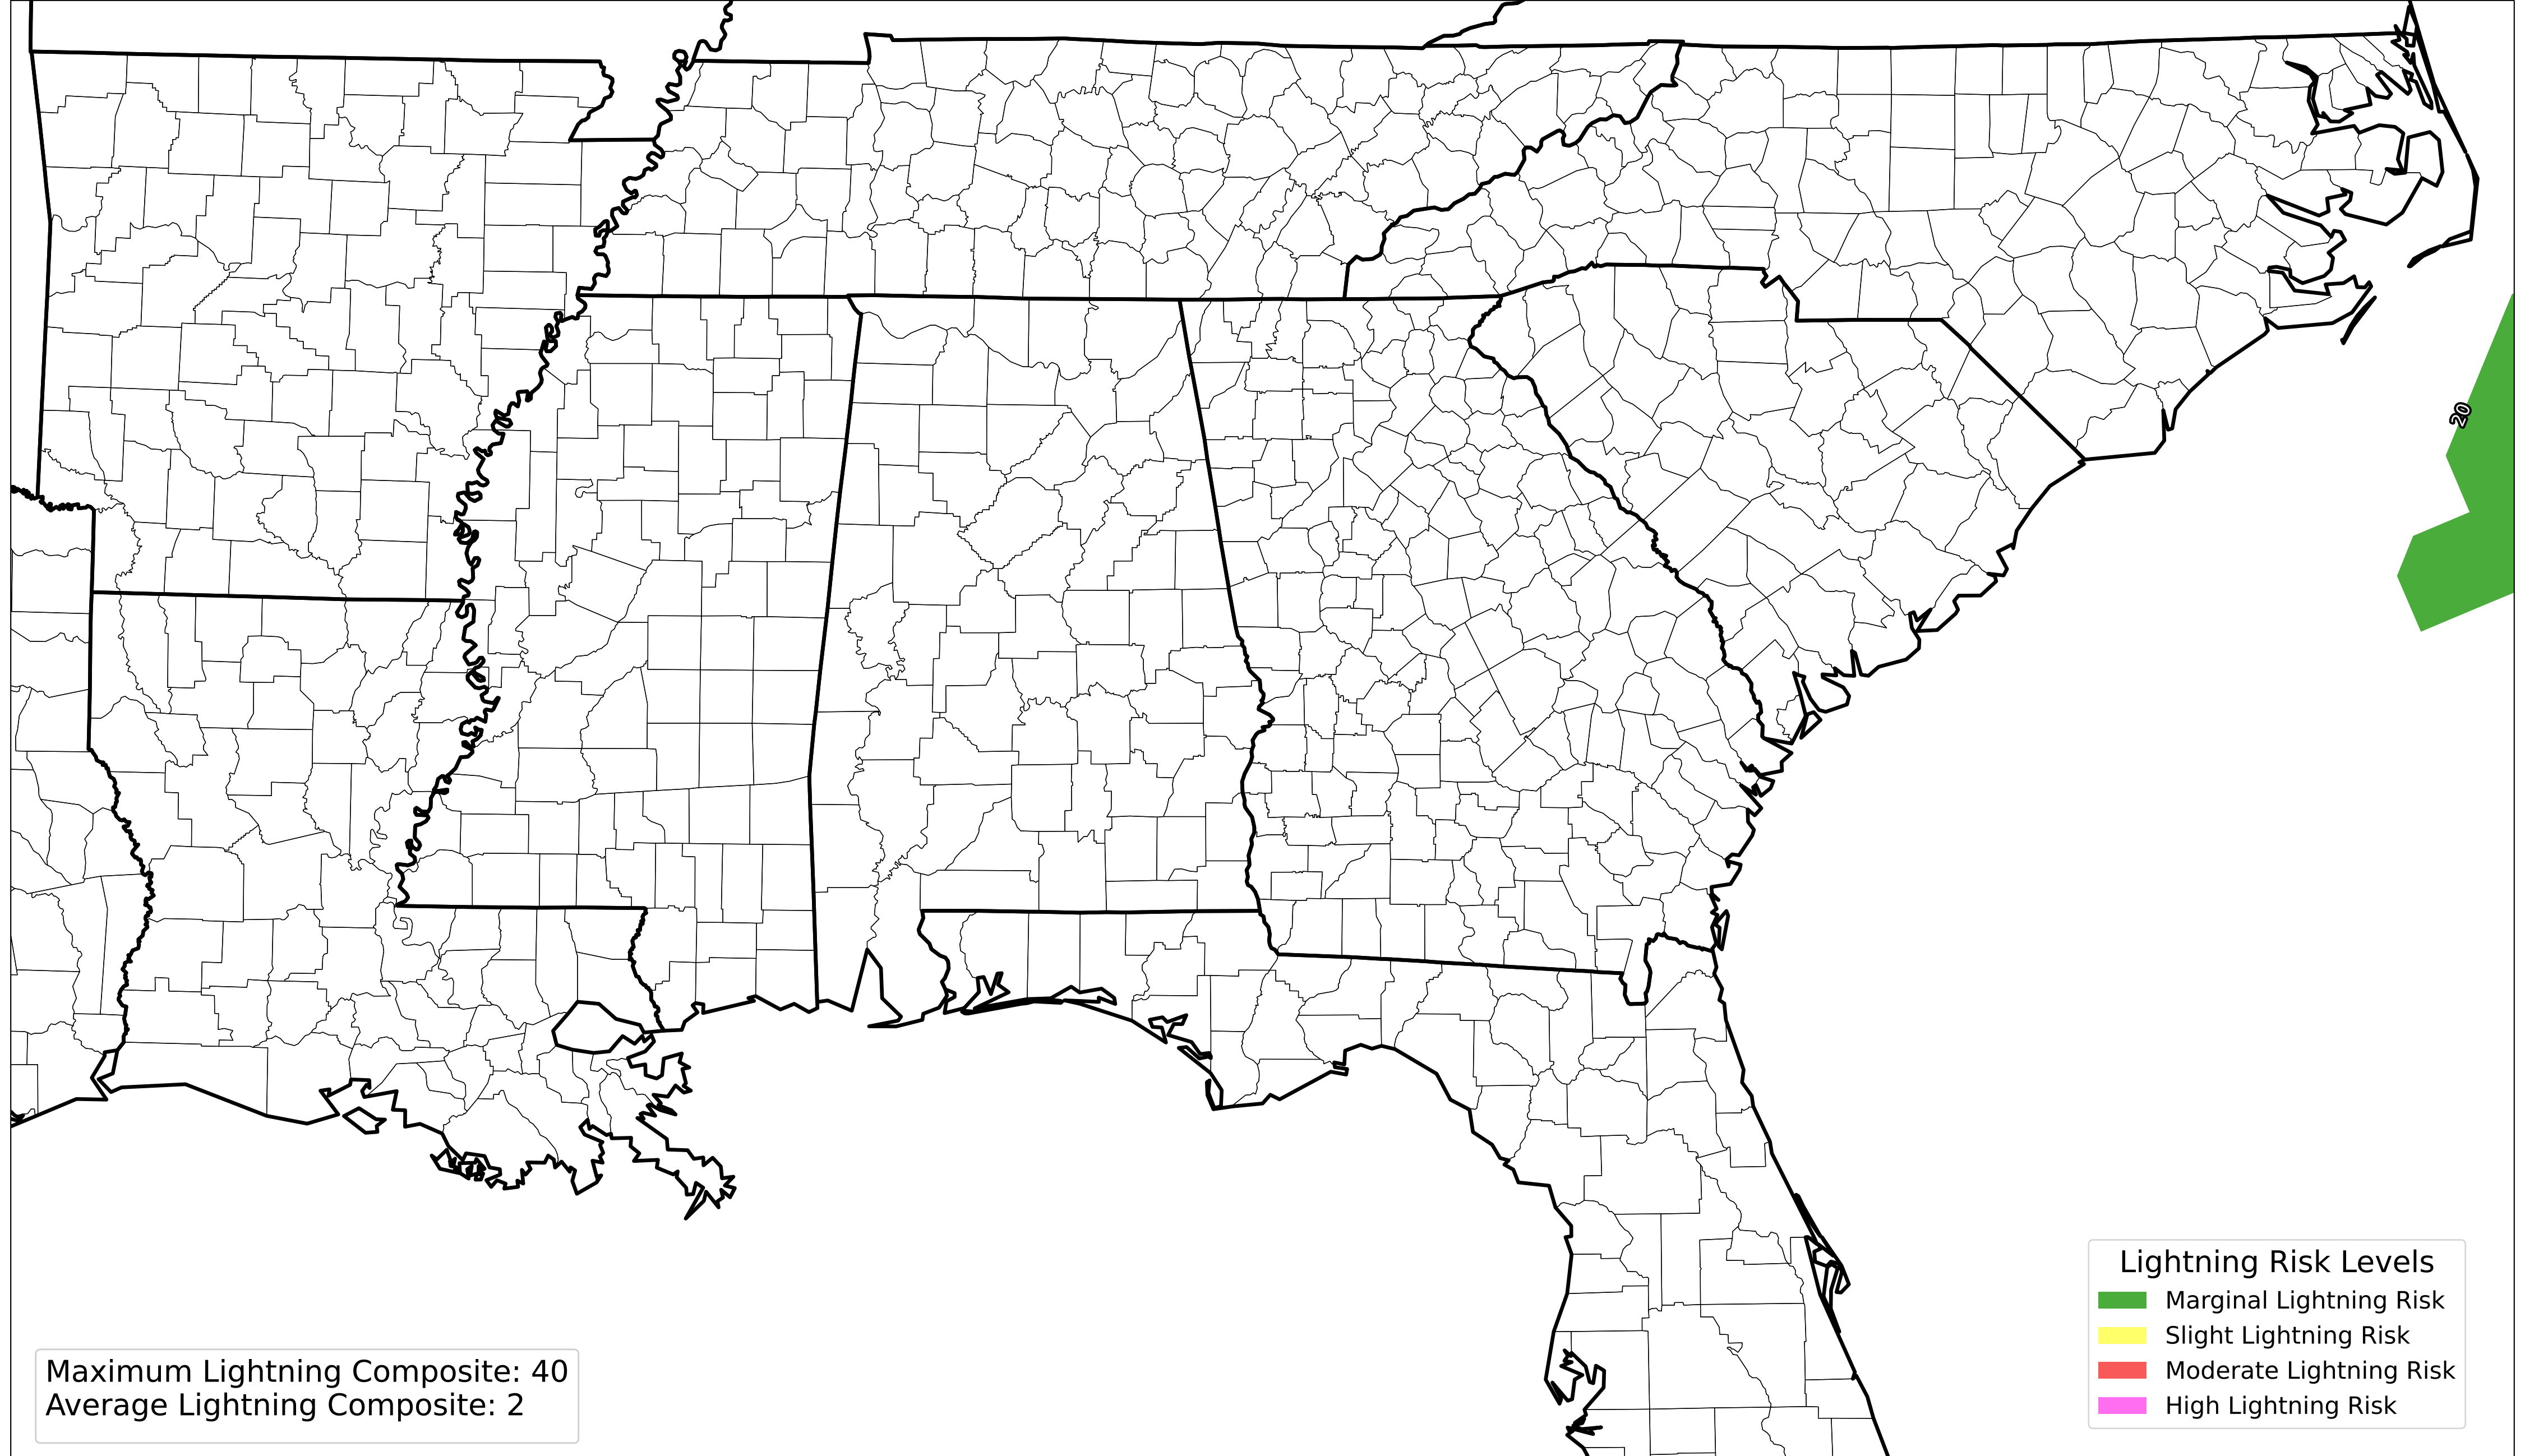 20
Lightning Risk Levels
Marginal Lightning Risk
Slight Lightning Risk
Moderate Lightning Risk
High Lightning Risk
Maximum Lightning Composite: 40
Average Lightning Composite: 2